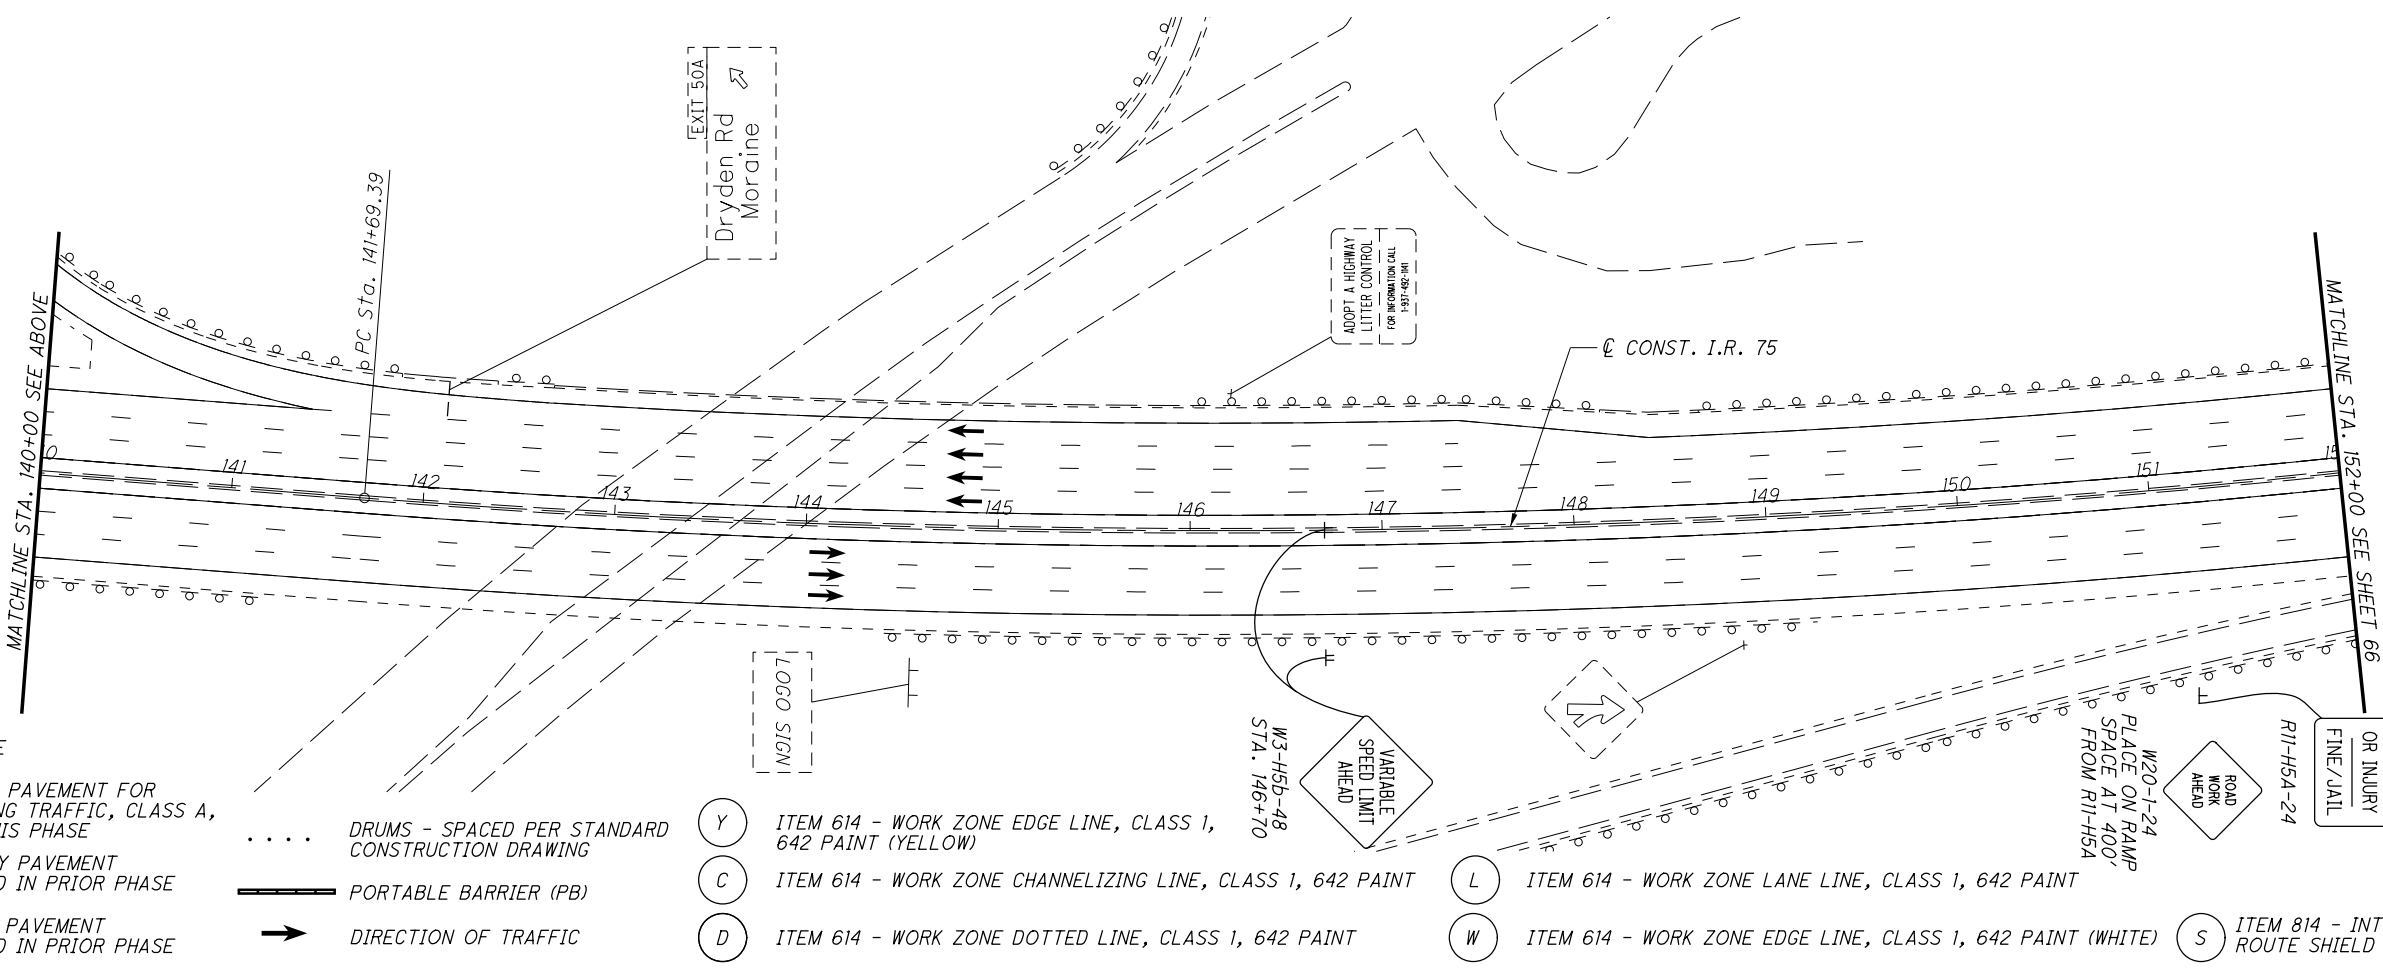 EXIT 50A
Dryden Rd
Moraine
PC Sta. 141+69.39
ADOPT A HIGHWAY
LITTER CONTROL
FOR INFORMATION CALL
1-937-492-1141
℄ CONST. I.R. 75
MATCHLINE STA. 140+00 SEE ABOVE
MATCHLINE STA. 152+00 SEE SHEET 66
0
141
142
143
144
145
146
147
148
149
150
151
15
LOGO SIGN
W3-H5b-48
STA. 146+70
VARIABLE
SPEED LIMIT
AHEAD
W20-1-24
PLACE ON RAMP
SPACE AT 400'
FROM R11-H5A
ROAD
WORK
AHEAD
R11-H5A-24
OR INJURY
FINE/JAIL
E
PAVEMENT FOR
NG TRAFFIC, CLASS A,
IS PHASE
Y PAVEMENT
D IN PRIOR PHASE
PAVEMENT
D IN PRIOR PHASE
DRUMS - SPACED PER STANDARD
CONSTRUCTION DRAWING
PORTABLE BARRIER (PB)
DIRECTION OF TRAFFIC
Y ITEM 614 - WORK ZONE EDGE LINE, CLASS 1,
642 PAINT (YELLOW)
C ITEM 614 - WORK ZONE CHANNELIZING LINE, CLASS 1, 642 PAINT
D ITEM 614 - WORK ZONE DOTTED LINE, CLASS 1, 642 PAINT
L ITEM 614 - WORK ZONE LANE LINE, CLASS 1, 642 PAINT
W ITEM 614 - WORK ZONE EDGE LINE, CLASS 1, 642 PAINT (WHITE)
S ITEM 814 - INT
ROUTE SHIELD